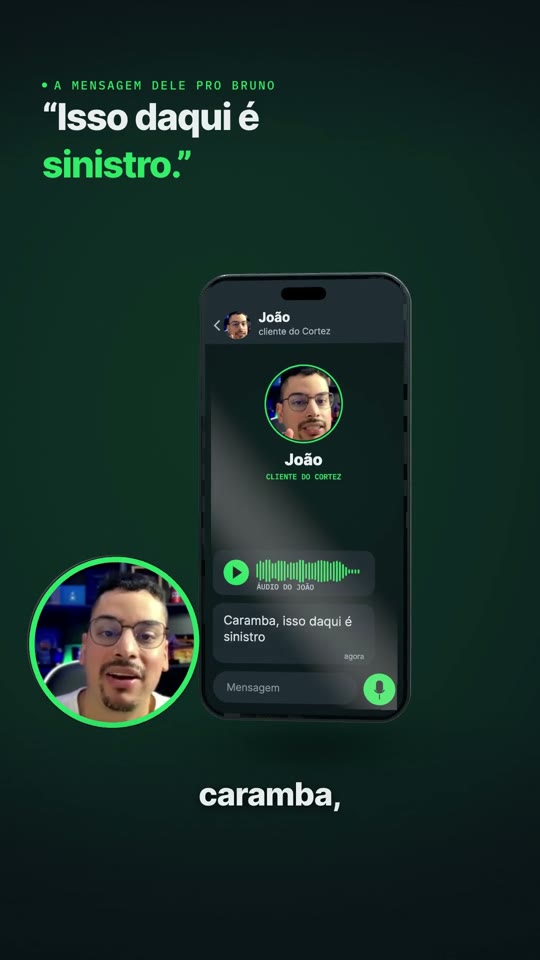 A MENSAGEM DELE PRO BRUNO
“Isso daqui é
sinistro.”
João
cliente do Cortez
João
CLIENTE DO CORTEZ
ÁUDIO DO JOÃO
Caramba, isso daqui é
sinistro
agora
Mensagem
caramba,